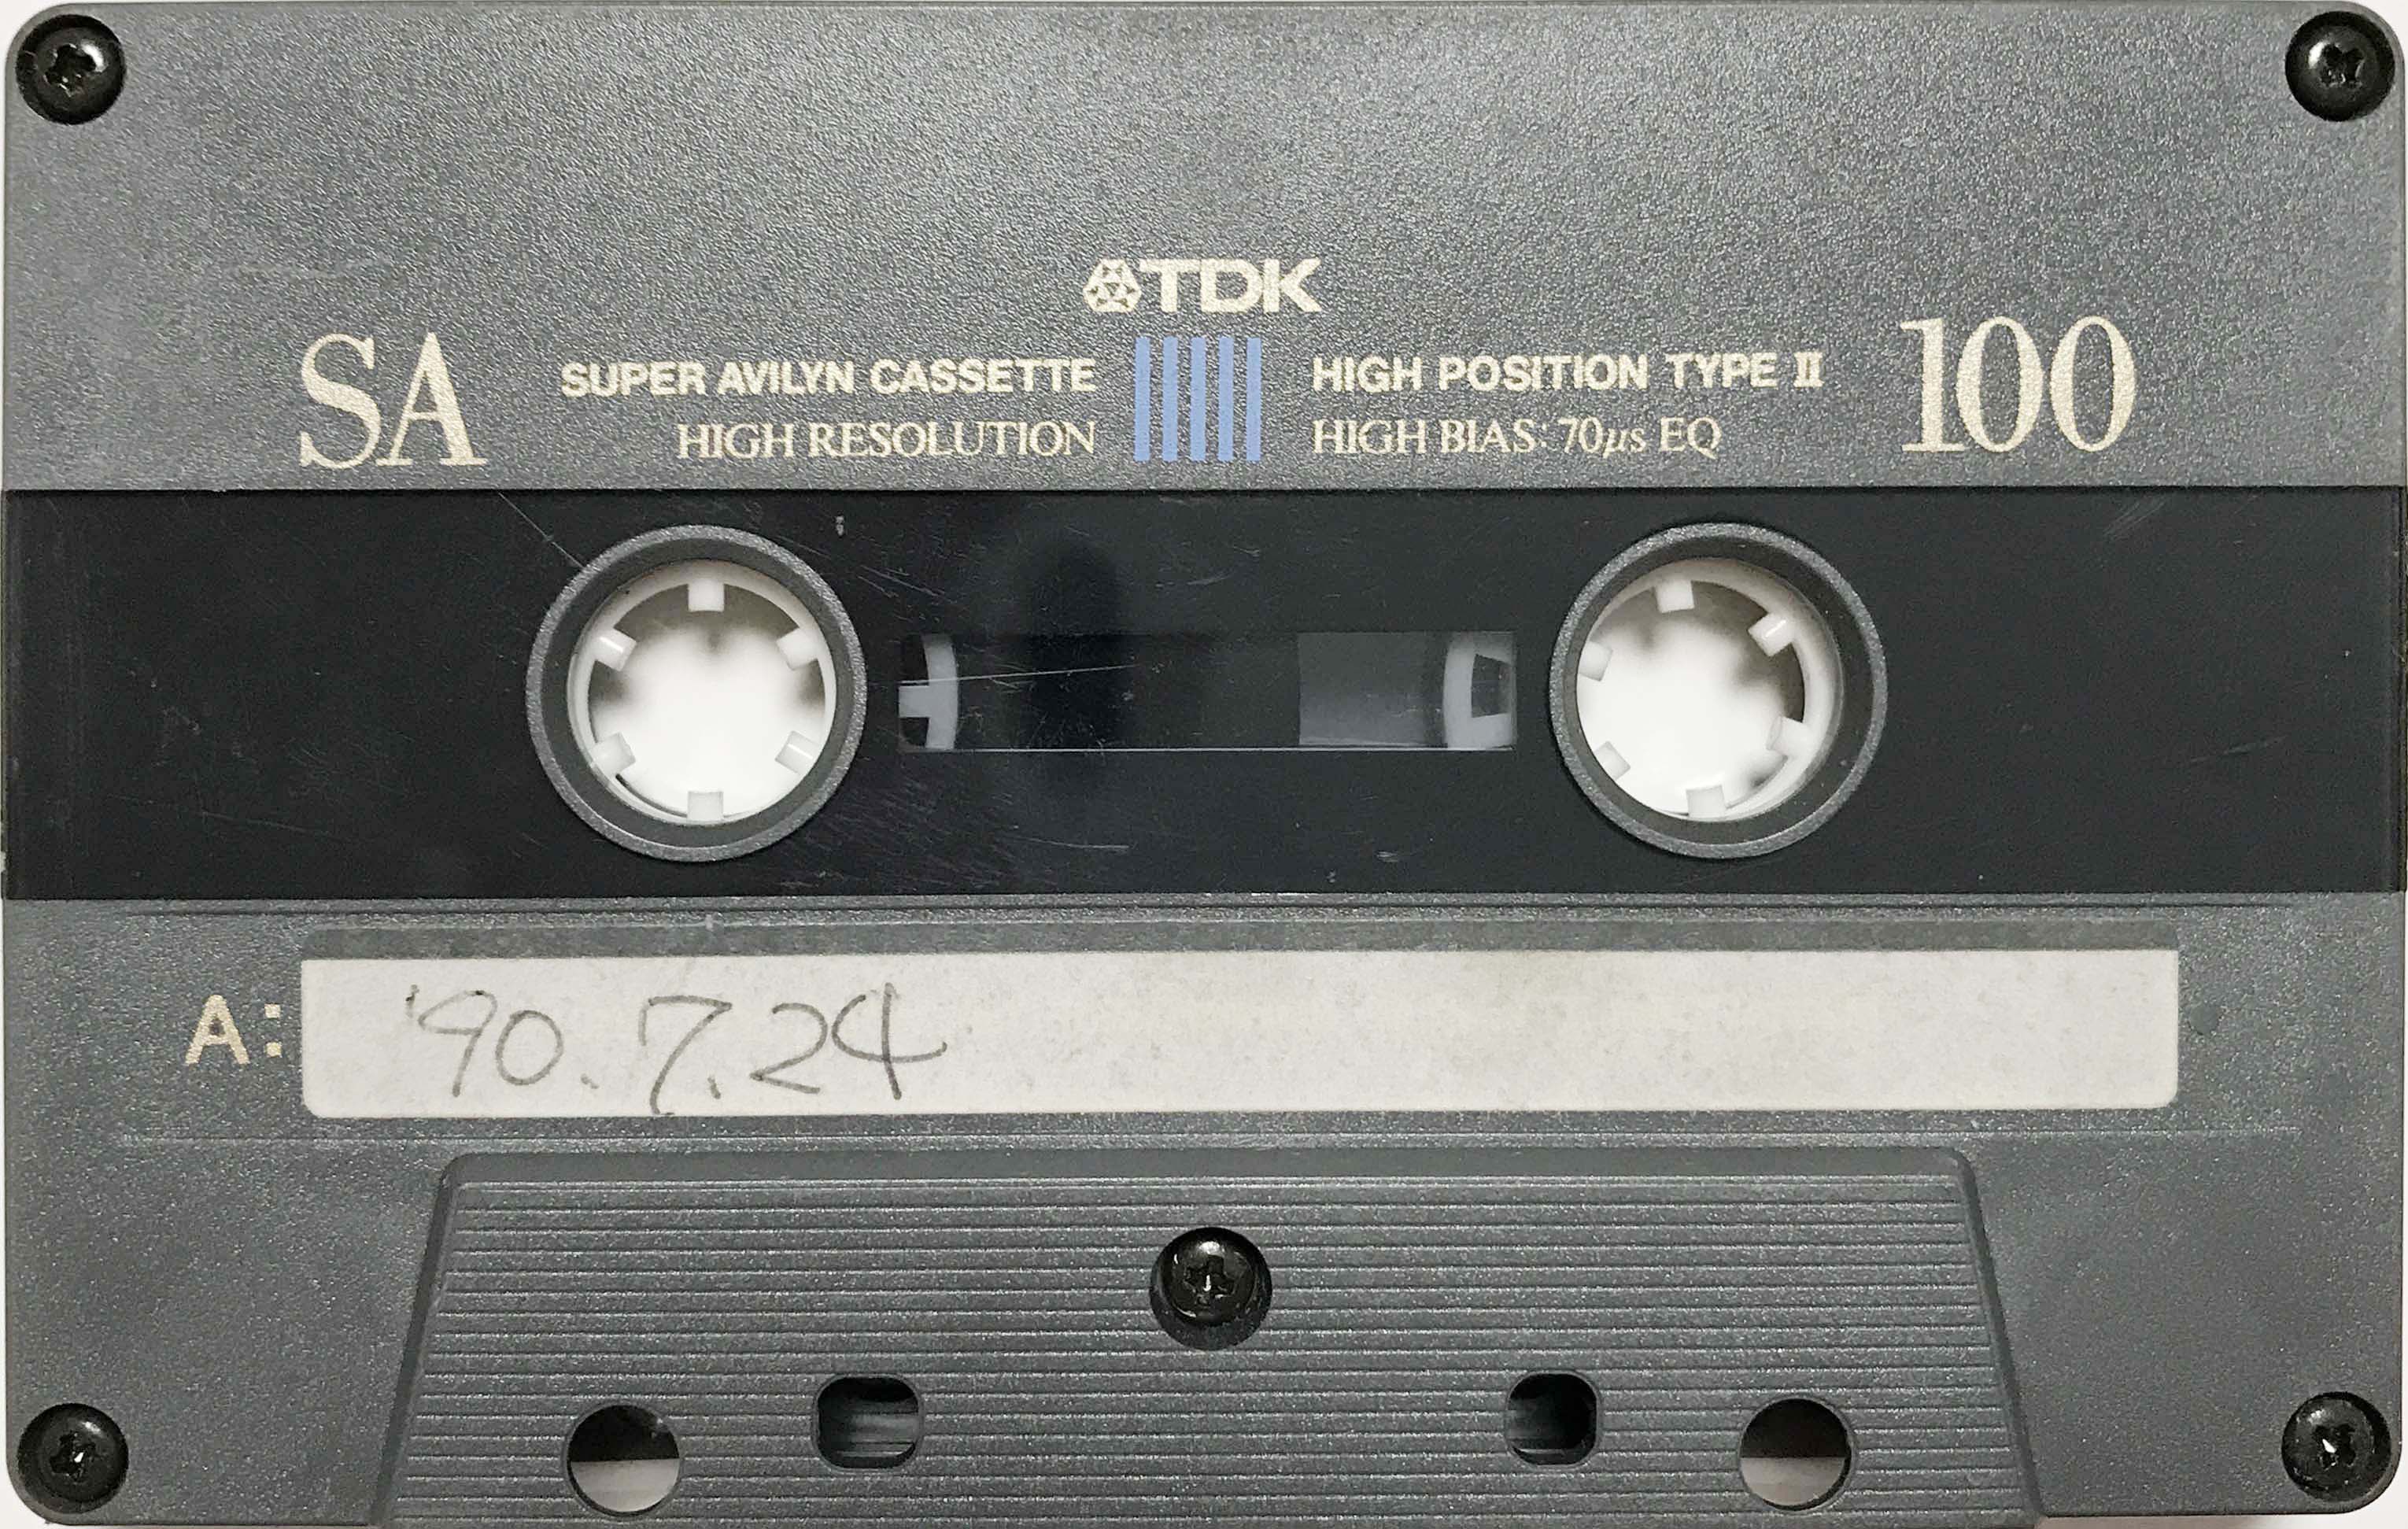 TDK
SA SUPER AVILYN CASSETTE HIGH POSITION TYPE II 100
HIGH RESOLUTION HIGH BIAS 70μs EQ
A: '90.7.24